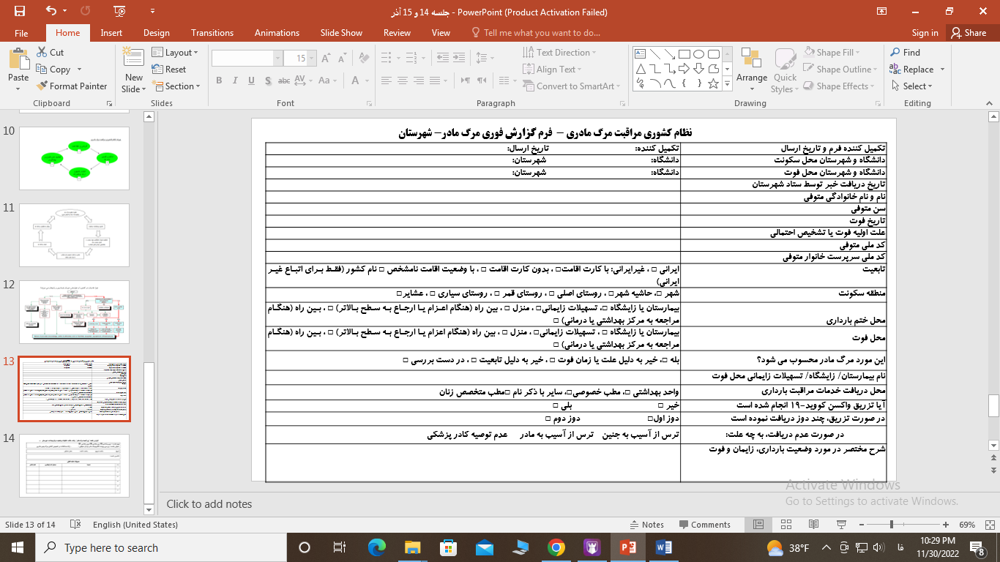 جلسه 14 و 15 آذر - PowerPoint (Product Activation Failed)
File Home Insert Design Transitions Animations Slide Show Review View Tell me what you want to do... Sign in Share
Paste
Cut
Copy
Format Painter
Clipboard
New Slide
Layout
Reset
Section
Slides
15
B I U S abc AV Aa A
Font
Text Direction
Align Text
Convert to SmartArt
Paragraph
Arrange
Quick Styles
Shape Fill
Shape Outline
Shape Effects
Drawing
Find
Replace
Select
Editing
10
11
12
13
14
نظام کشوری مراقبت مرگ مادری – فرم گزارش فوری مرگ مادر- شهرستان
تکمیل کننده فرم و تاریخ ارسال تکمیل کننده: تاریخ ارسال:
دانشگاه و شهرستان محل سکونت دانشگاه: شهرستان:
دانشگاه و شهرستان محل فوت دانشگاه: شهرستان:
تاریخ دریافت خبر توسط ستاد شهرستان
نام و نام خانوادگی متوفی
سن متوفی
تاریخ فوت
علت اولیه فوت یا تشخیص احتمالی
کد ملی متوفی
کد ملی سرپرست خانوار متوفی
تابعیت ایرانی □ ، غیرایرانی: با کارت اقامت□ ، بدون کارت اقامت □ ، با وضعیت اقامت نامشخص □ نام کشور (فقط برای اتباع غیر
ایرانی)
منطقه سکونت شهر □، حاشیه شهر□ ، روستای اصلی □ ، روستای قمر □ ، روستای سیاری □ ، عشایر□
محل ختم بارداری بیمارستان یا زایشگاه □، تسهیلات زایمانی□، منزل □ ، بین راه (هنگام اعزام یا ارجاع به سطح بالاتر) □ ، بین راه (هنگام
مراجعه به مرکز بهداشتی یا درمانی) □
محل فوت بیمارستان یا زایشگاه □ ، تسهیلات زایمانی□، منزل □ ، بین راه (هنگام اعزام یا ارجاع به سطح بالاتر) □ ، بین راه (هنگام
مراجعه به مرکز بهداشتی یا درمانی) □
این مورد مرگ مادر محسوب می شود؟ بله □، خیر به دلیل علت یا زمان فوت □ ، خیر به دلیل تابعیت □ ، در دست بررسی □
نام بیمارستان/ زایشگاه/ تسهیلات زایمانی محل فوت
محل دریافت خدمات مراقبت بارداری واحد بهداشتی □، مطب خصوصی□، سایر با ذکر نام □مطب متخصص زنان
آیا تزریق واکسن کووید-۱۹ انجام شده است خیر □ بلی □
در صورت تزریق، چند دوز دریافت نموده است دوز اول□ دوز دوم □
در صورت عدم دریافت، به چه علت: ترس از آسیب به جنین ترس از آسیب به مادر عدم توصیه کادر پزشکی
شرح مختصر در مورد وضعیت بارداری، زایمان و فوت
Activate Windows
Go to Settings to activate Windows.
Click to add notes
Slide 13 of 14 English (United States) Notes Comments 69%
Type here to search 38°F فا 10:29 PM
11/30/2022 8